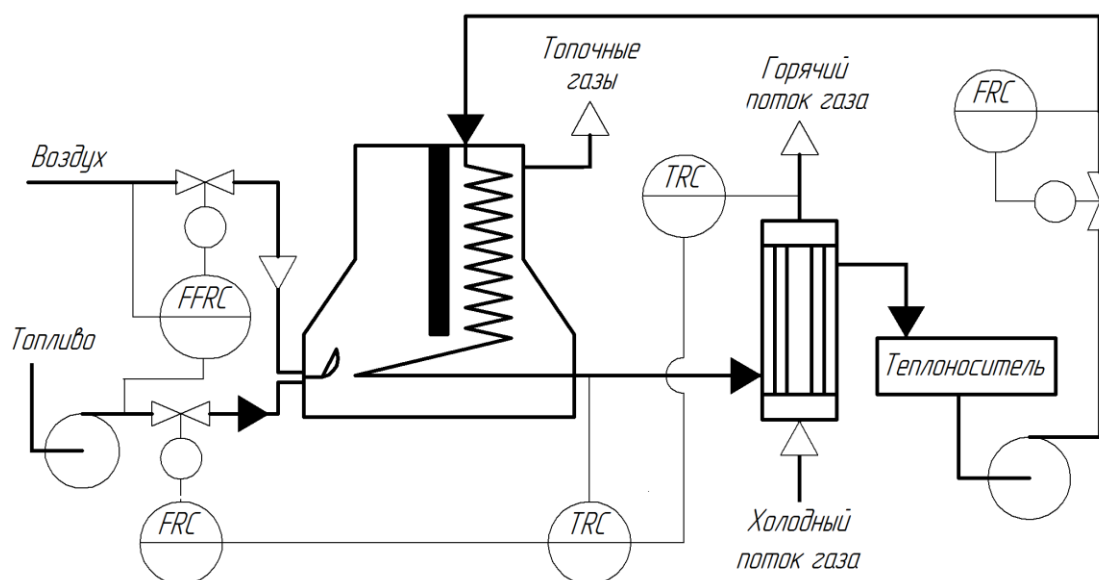 Топочные
газы
Горячий
поток газа
FRC
Воздух
TRC
FFRC
Топливо
Теплоноситель
FRC
TRC
Холодный
поток газа